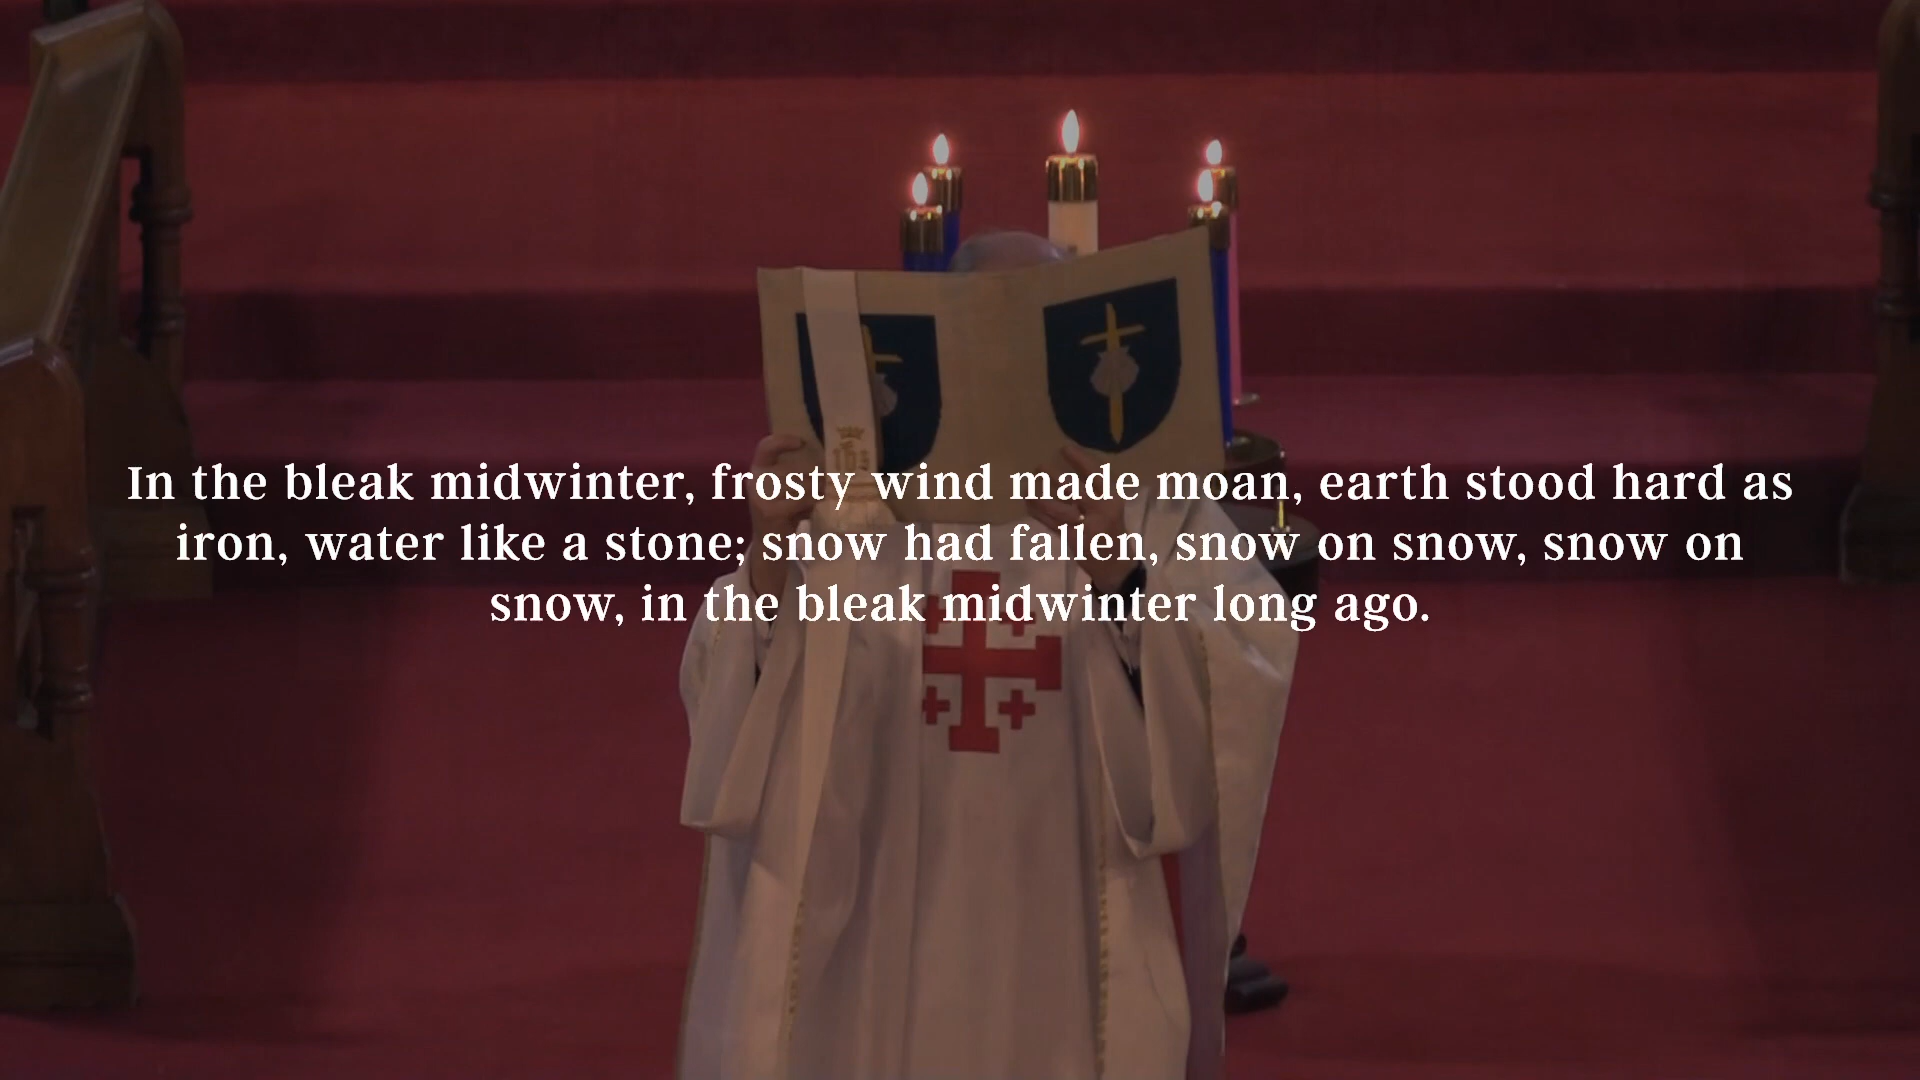 In the bleak midwinter, frosty wind made moan, earth stood hard as
iron, water like a stone; snow had fallen, snow on snow, snow on
snow, in the bleak midwinter long ago.